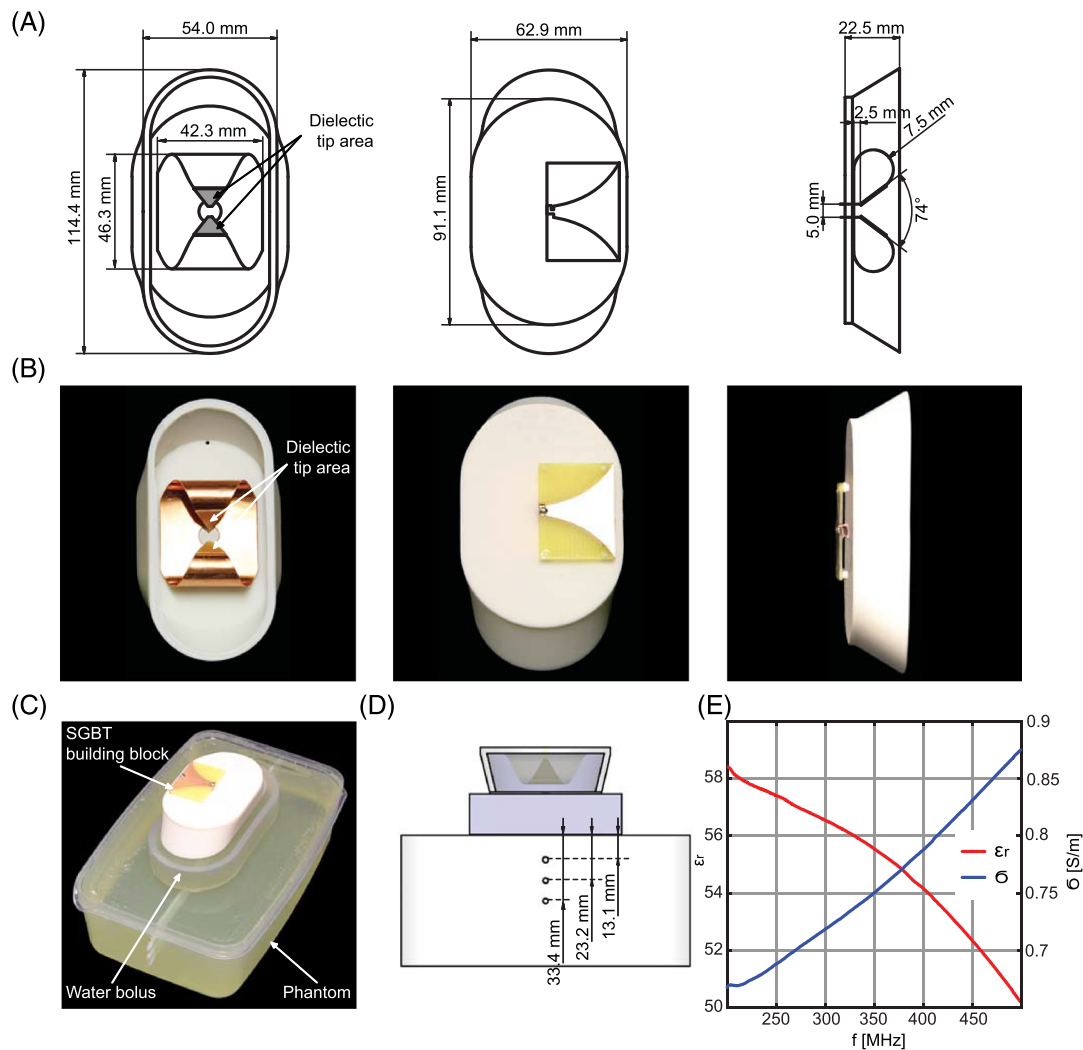 (A)
54.0 mm
114.4 mm
46.3 mm
42.3 mm
Dielectic
tip area
62.9 mm
91.1 mm
22.5 mm
2.5 mm
7.5 mm
5.0 mm
74°
(B)
Dielectic
tip area
(C)
SGBT
building block
Water bolus
Phantom
(D)
33.4 mm
23.2 mm
13.1 mm
(E)
εr
58
56
54
52
50
250
300
350
400
450
f [MHz]
εr
σ
0.9
0.85
0.8
0.75
0.7
σ [S/m]